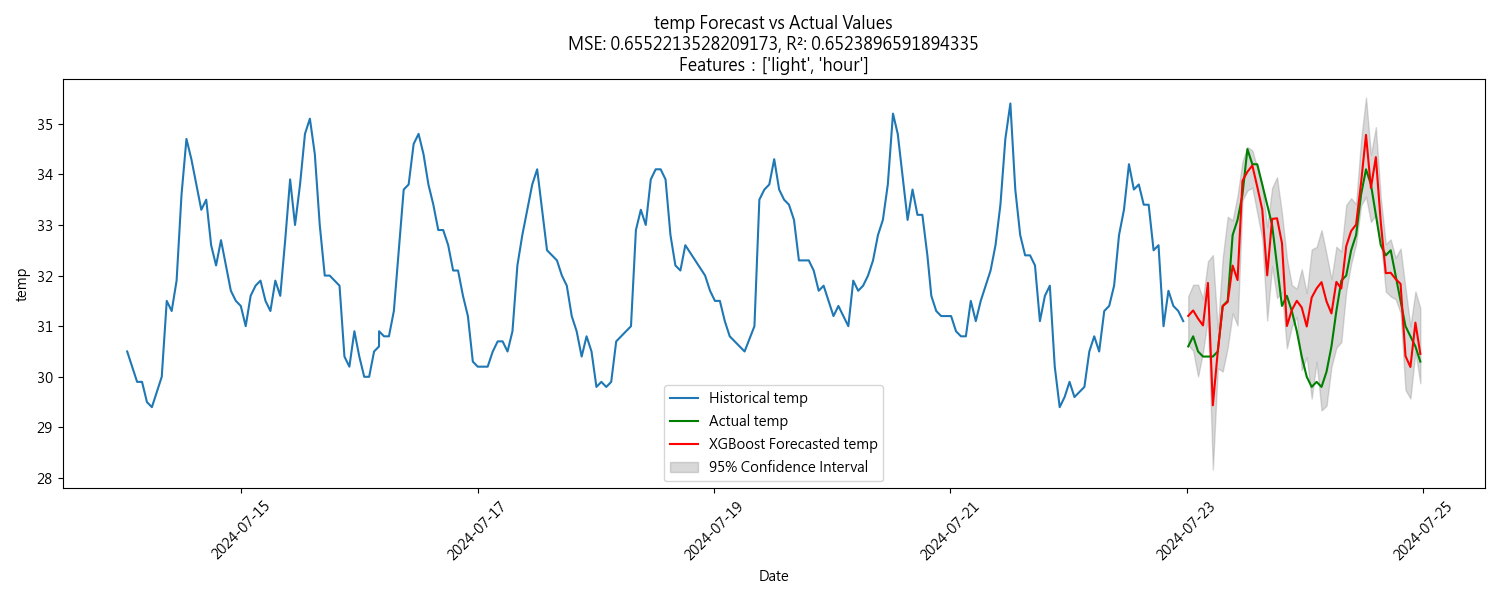 temp Forecast vs Actual Values
MSE: 0.6552213528209173, R²: 0.6523896591894335
Features：['light', 'hour']
temp
35
34
33
32
31
30
29
28
Historical temp
Actual temp
XGBoost Forecasted temp
95% Confidence Interval
2024-07-15
2024-07-17
2024-07-19
2024-07-21
2024-07-23
2024-07-25
Date